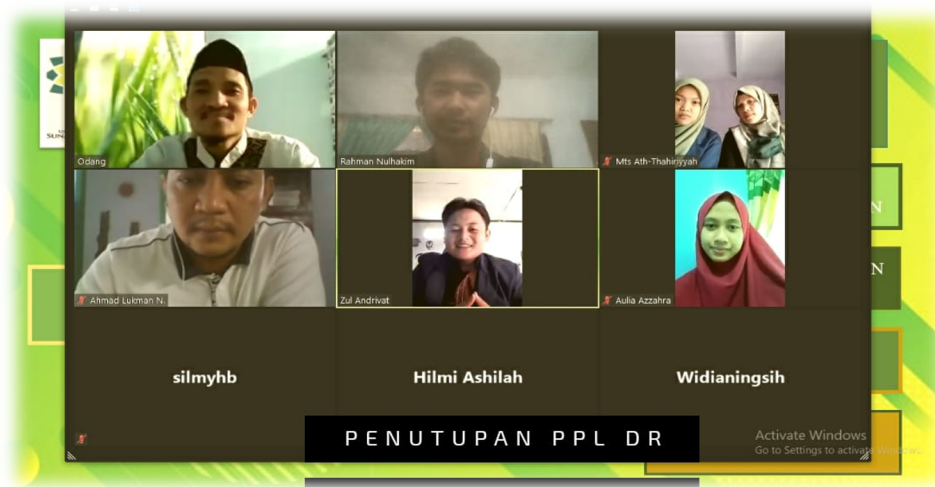 SUN
Odang
Rahman Nulhakim
Mts Ath-Thahiriyyah
N
Ahmad Lukman N.
Zul Andrivat
Aulia Azzahra
N
silmyhb
Hilmi Ashilah
Widianingsih
PENUTUPAN PPL DR
Activate Windows
Go to Settings to activate Windows.